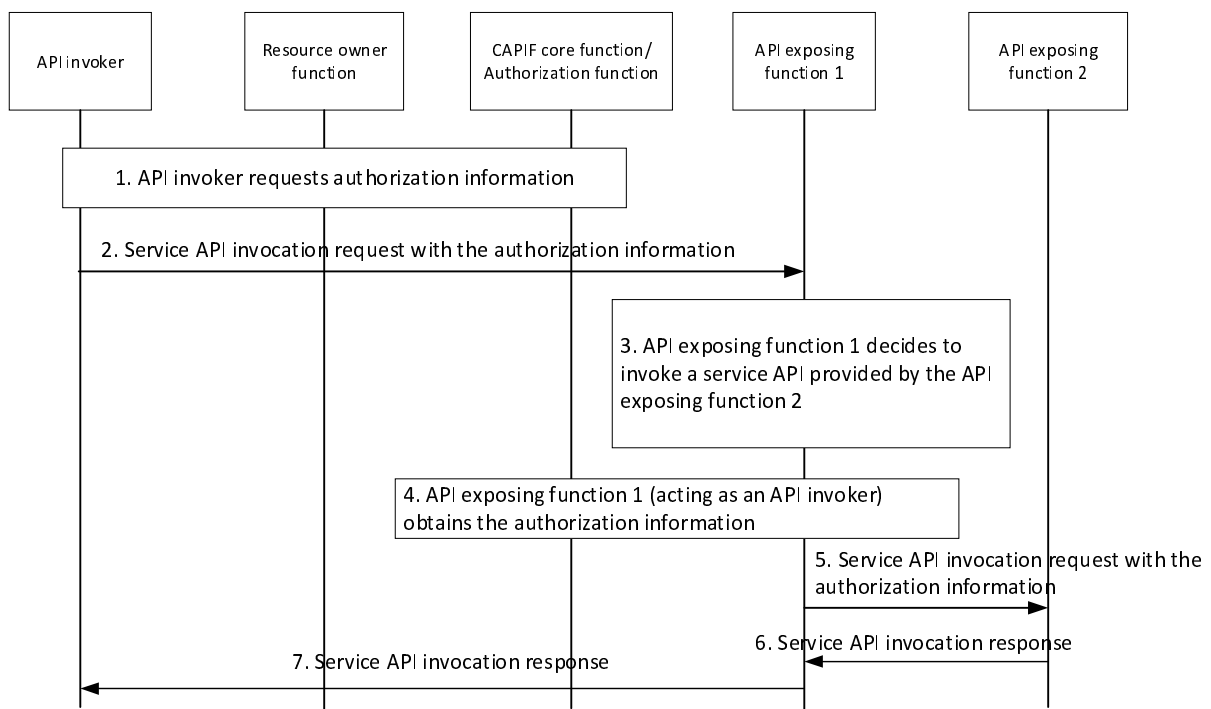 API invoker
Resource owner
function
CAPIF core function/
Authorization function
API exposing
function 1
API exposing
function 2
1. API invoker requests authorization information
2. Service API invocation request with the authorization information
3. API exposing function 1 decides to
invoke a service API provided by the API
exposing function 2
4. API exposing function 1 (acting as an API invoker)
obtains the authorization information
5. Service API invocation request with the
authorization information
6. Service API invocation response
7. Service API invocation response